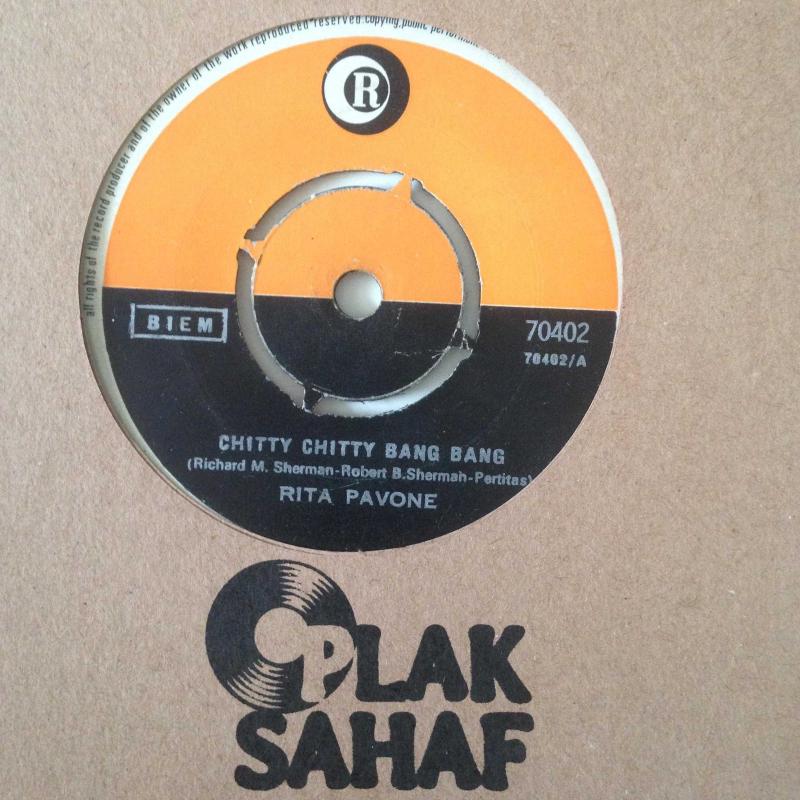 all rights of the record producer and of the owner of the work reproduced reserved.copying,public
R
BIEM
70402
70402/A
CHITTY CHITTY BANG BANG
(Richard M. Sherman-Robert B.Sherman-Pertitas)
RITA PAVONE
PLAK
SAHAF